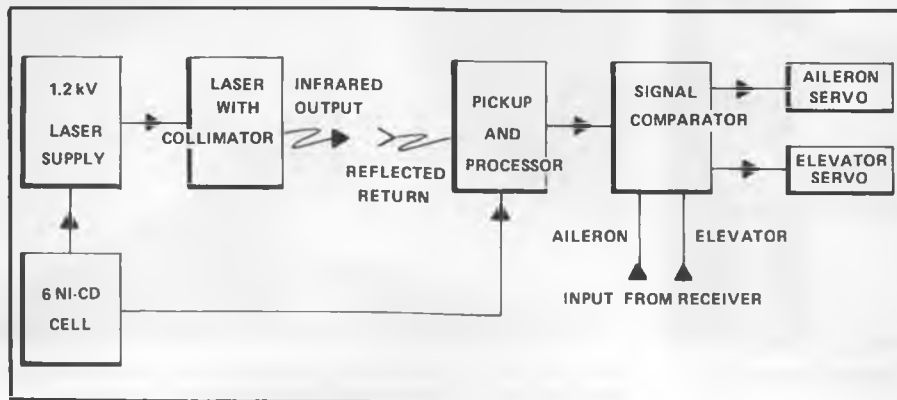 1.2 kV
LASER
SUPPLY
LASER
WITH
COLLIMATOR
INFRARED
OUTPUT
REFLECTED
RETURN
PICKUP
AND
PROCESSOR
SIGNAL
COMPARATOR
AILERON
SERVO
ELEVATOR
SERVO
AILERON
ELEVATOR
INPUT FROM RECEIVER
6 NI-CD
CELL